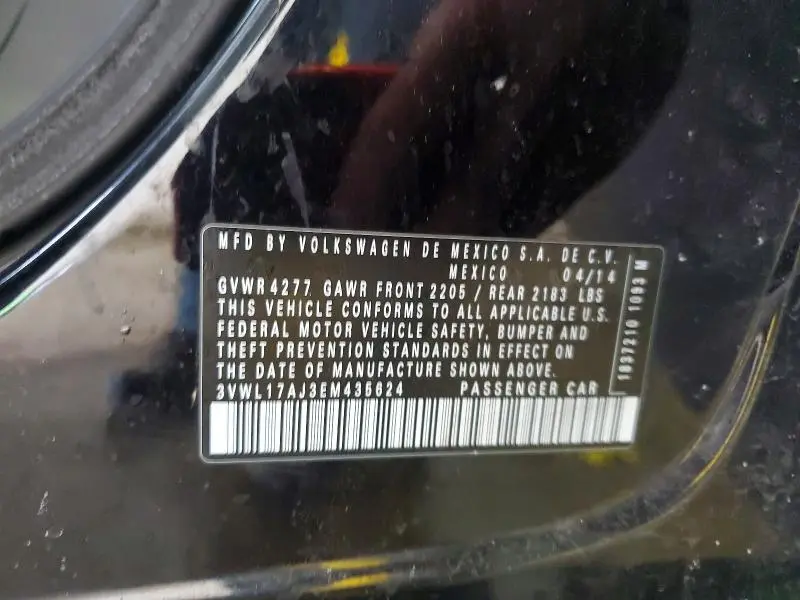 MFD BY VOLKSWAGEN DE MEXICO S.A. DE C.V.
MEXICO 04/14
GVWR 4277 GAWR FRONT 2205 / REAR 2183 LBS
THIS VEHICLE CONFORMS TO ALL APPLICABLE U.S.
FEDERAL MOTOR VEHICLE SAFETY, BUMPER AND
THEFT PREVENTION STANDARDS IN EFFECT ON
THE DATE OF MANUFACTURE SHOWN ABOVE.
3VWL17AJ3EM435624 PASSENGER CAR
1837210 1093 M